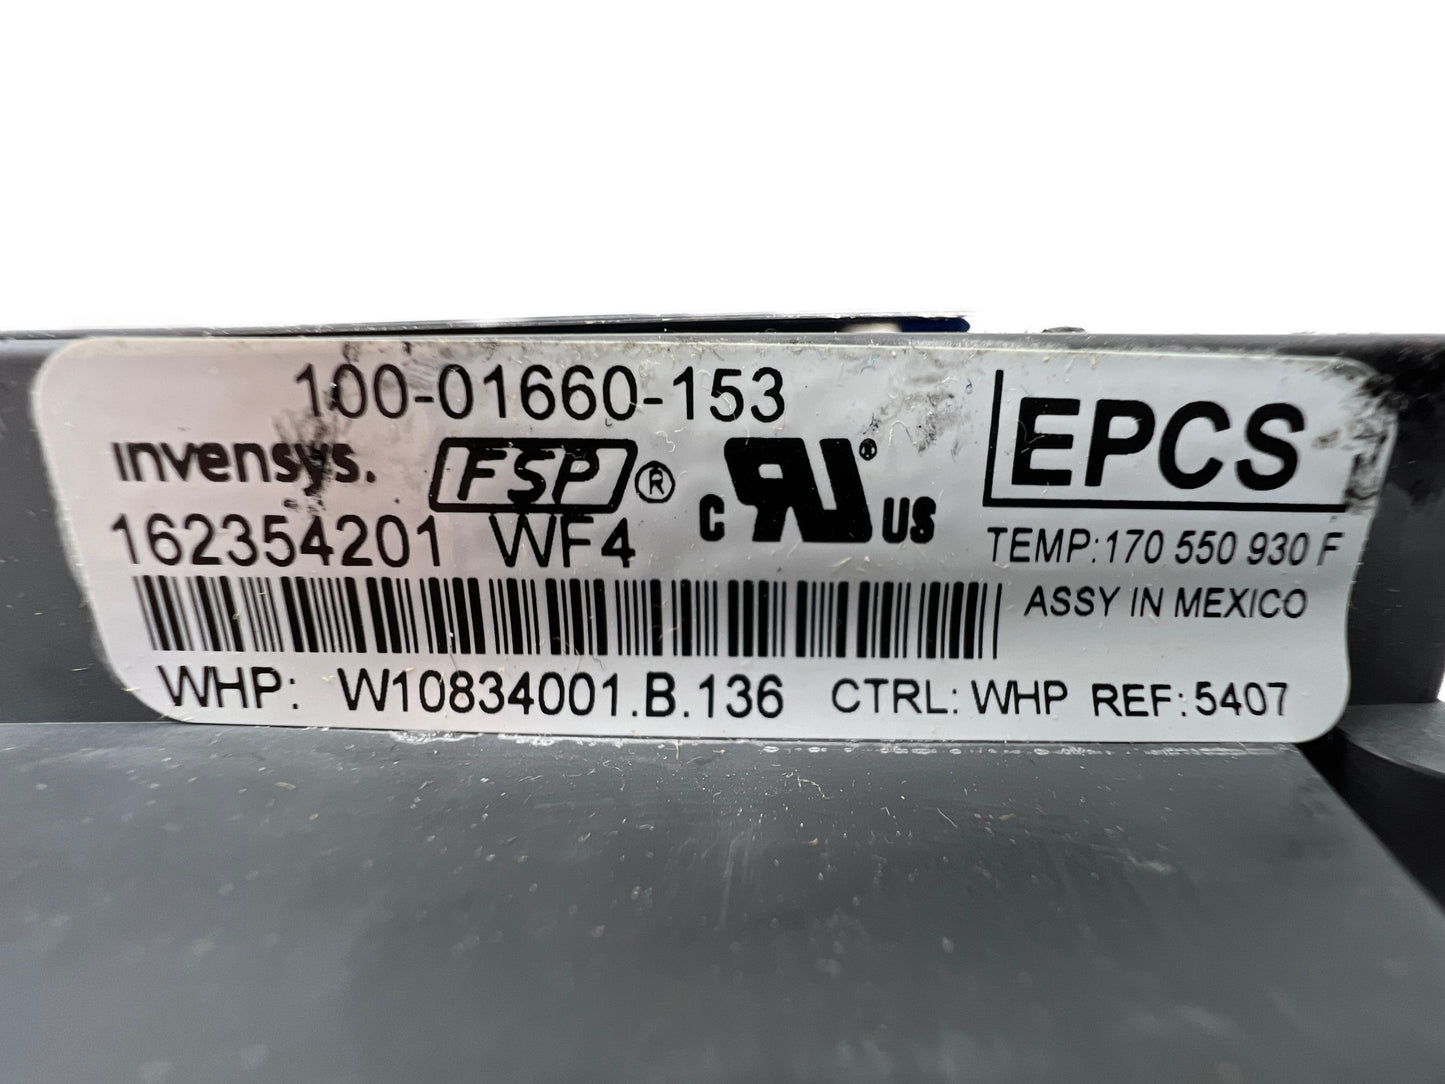 100-01660-153
invensys.
FSP ®
C RU ® US
EPCS
162354201 WF4
TEMP:170 550 930 F
ASSY IN MEXICO
WHP: W10834001.B.136 CTRL: WHP REF:5407